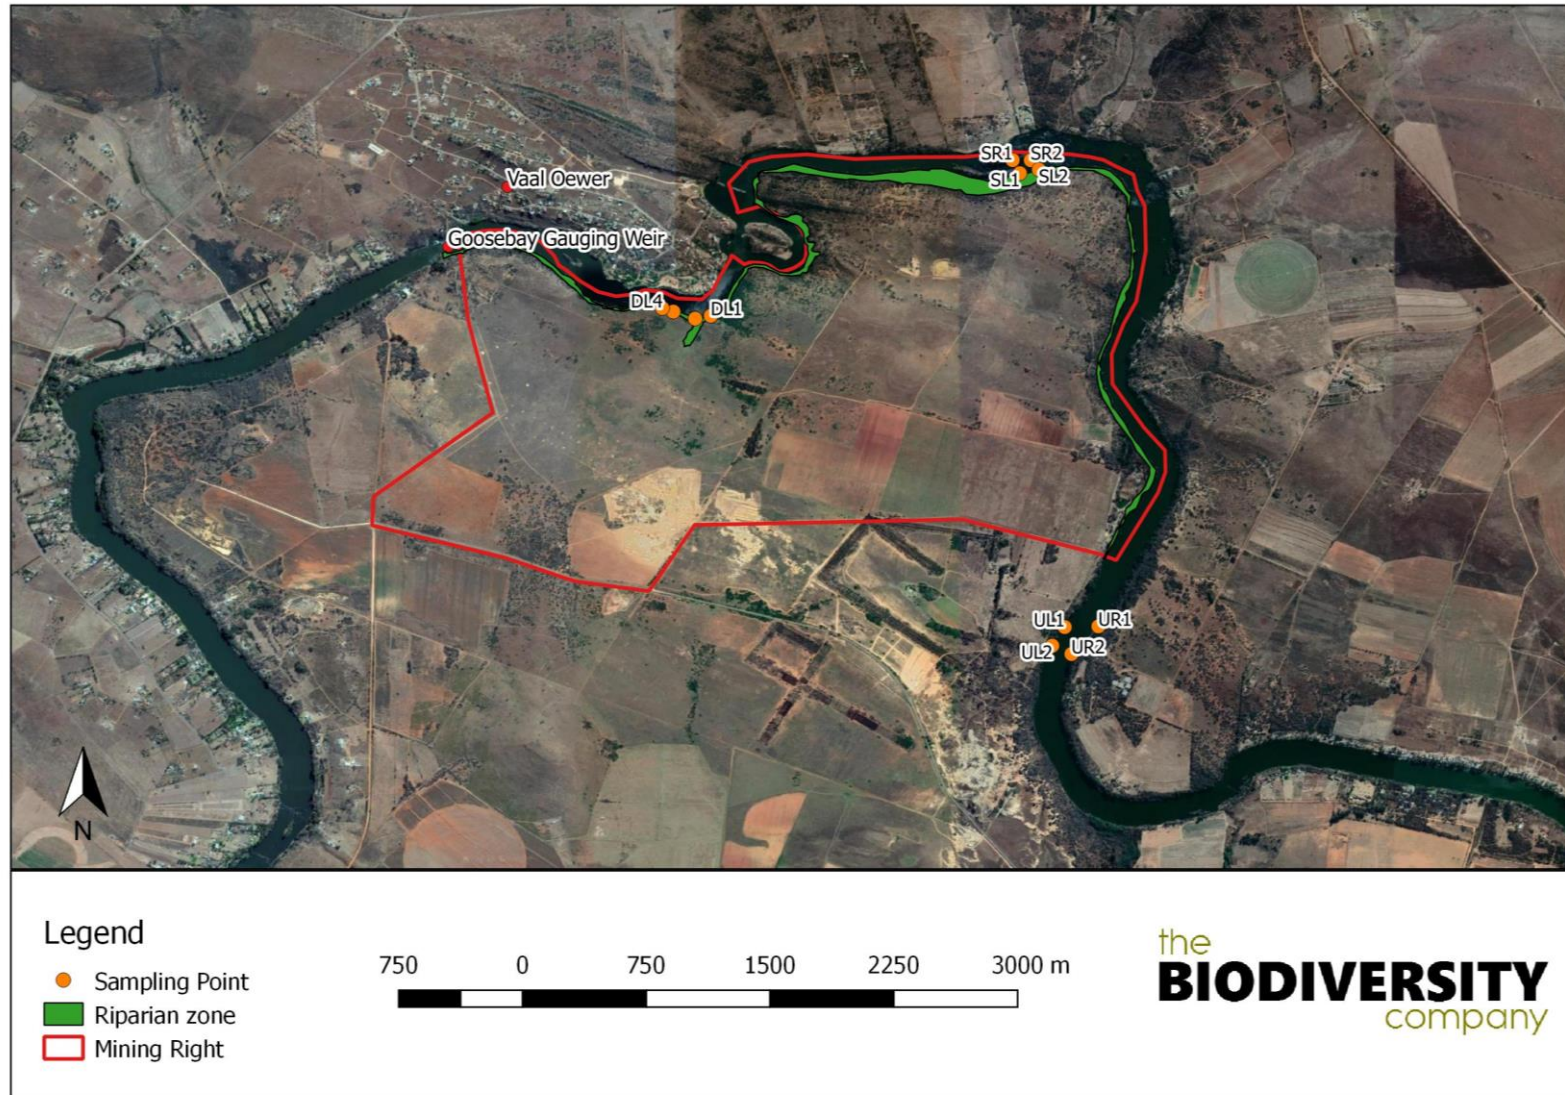 SR1 SR2
SL1 SL2
Vaal Oewer
Goosebay Gauging Weir
DL4 DL1
UL1 UR1
UL2 UR2
N
Legend
Sampling Point
Riparian zone
Mining Right
750 0 750 1500 2250 3000 m
the
BIODIVERSITY
company